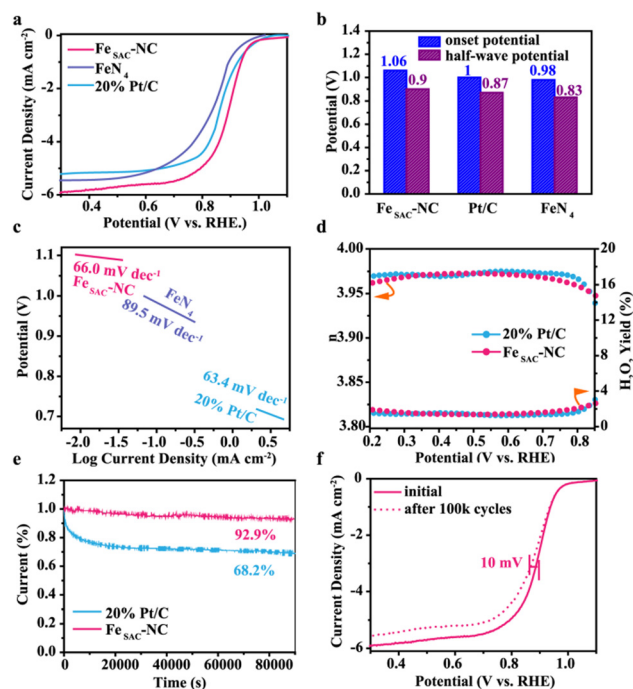 a
Fe_SAC-NC
FeN4
20% Pt/C
0
-2
-4
-6
Current Density (mA cm⁻²)
0.4 0.6 0.8 1.0
Potential (V vs. RHE.)
b
onset potential
half-wave potential
1.06 0.9 1 0.87 0.98 0.83
1.4
1.2
1.0
0.8
0.6
0.4
0.2
0.0
Potential (V)
Fe_SAC-NC Pt/C FeN4
c
66.0 mV dec⁻¹
Fe_SAC-NC
FeN4
89.5 mV dec⁻¹
63.4 mV dec⁻¹
20% Pt/C
1.1
1.0
0.9
0.8
0.7
Potential (V)
-2.0 -1.5 -1.0 -0.5 0.0 0.5
Log Current Density (mA cm⁻²)
d
4.00
3.95
3.85
3.80
n
20% Pt/C
Fe_SAC-NC
20
16
12
8
4
0
H₂O₂ Yield (%)
0.2 0.3 0.4 0.5 0.6 0.7 0.8
Potential (V vs. RHE)
e
1.4
1.2
1.0
0.8
0.6
0.4
0.2
0.0
Current (%)
92.9%
68.2%
20% Pt/C
Fe_SAC-NC
0 20000 40000 60000 80000
Time (s)
f
initial
after 100k cycles
10 mV
0
-2
-4
-6
Current Density (mA cm⁻²)
0.4 0.6 0.8 1.0
Potential (V vs. RHE)